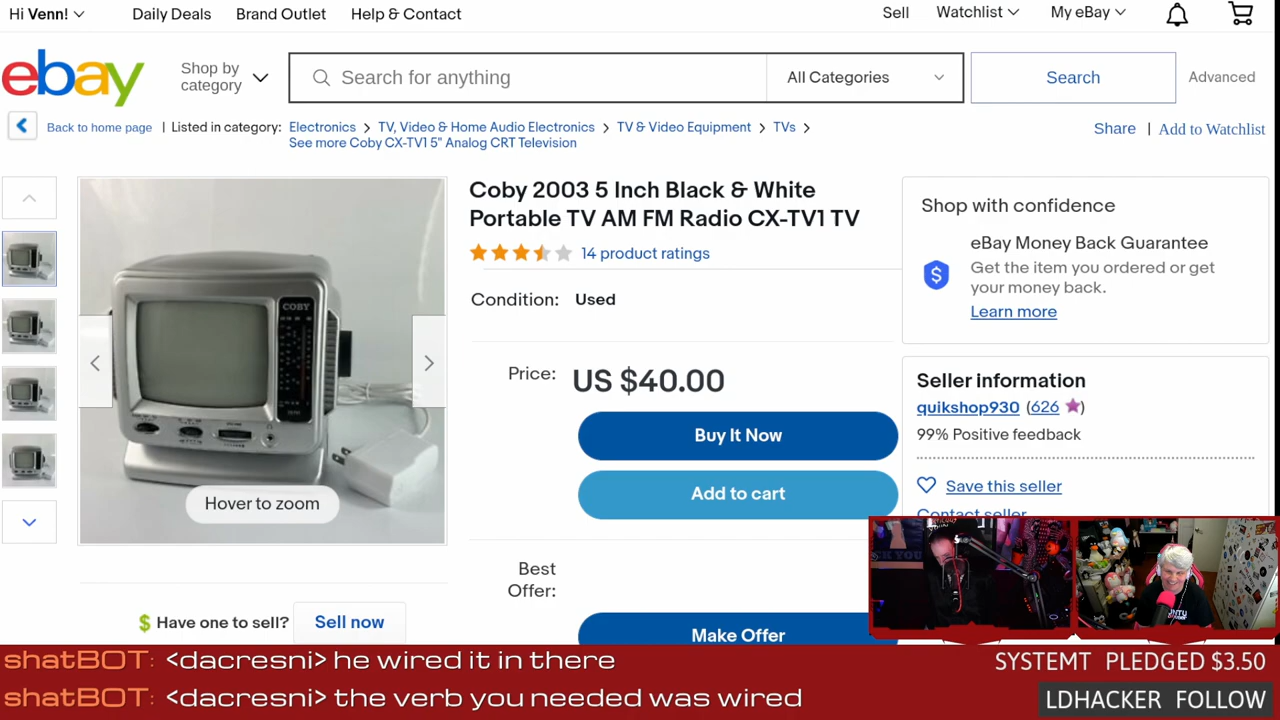 Hi Venn!
Daily Deals
Brand Outlet
Help & Contact
Sell
Watchlist
My eBay
ebay
Shop by
category
Search for anything
All Categories
Search
Advanced
Back to home page | Listed in category:
Electronics > TV, Video & Home Audio Electronics > TV & Video Equipment > TVs >
See more Coby CX-TV1 5" Analog CRT Television
Share | Add to Watchlist
COBY
Hover to zoom
$ Have one to sell? Sell now
Coby 2003 5 Inch Black & White
Portable TV AM FM Radio CX-TV1 TV
14 product ratings
Condition: Used
Price: US $40.00
Buy It Now
Add to cart
Best
Offer:
Make Offer
Shop with confidence
eBay Money Back Guarantee
Get the item you ordered or get
your money back.
Learn more
Seller information
quikshop930 (626)
99% Positive feedback
Save this seller
Contact seller
shatBOT: <dacresni> he wired it in there
shatBOT: <dacresni> the verb you needed was wired
SYSTEMT PLEDGED $3.50
LDHACKER FOLLOW